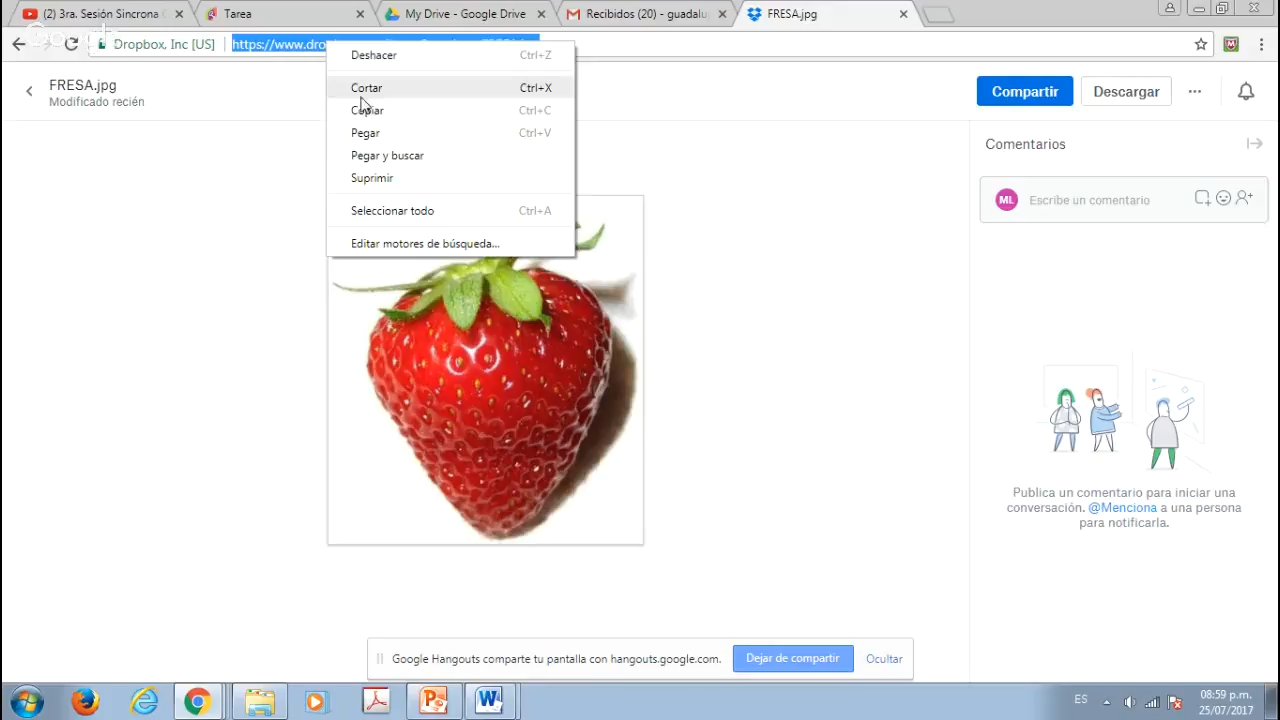 (2) 3ra. Sesión Sincrona
Tarea
My Drive - Google Drive
Recibidos (20) - guadalu
FRESA.jpg
Dropbox, Inc [US]
https://www.dro
Deshacer Ctrl+Z
Cortar Ctrl+X
Copiar Ctrl+C
Pegar Ctrl+V
Pegar y buscar
Suprimir
Seleccionar todo Ctrl+A
Editar motores de búsqueda...
FRESA.jpg
Modificado recién
Compartir
Descargar
Comentarios
ML
Escribe un comentario
Publica un comentario para iniciar una
conversación. @Menciona a una persona
para notificarla.
Google Hangouts comparte tu pantalla con hangouts.google.com.
Dejar de compartir
Ocultar
ES
08:59 p.m.
25/07/2017